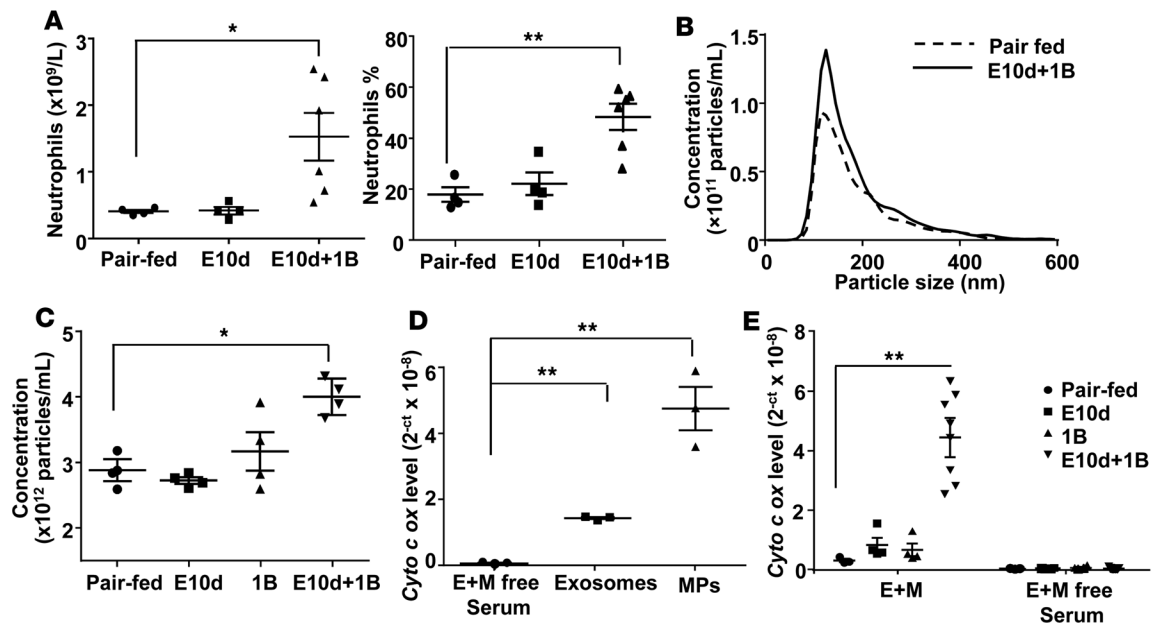 A
Neutrophils (x10⁹/L)
3
2
1
0
*
Pair-fed E10d E10d+1B
Neutrophils %
80
60
40
20
0
**
Pair-fed E10d E10d+1B
B
Concentration
(×10¹¹ particles/mL)
1.5
1.0
0.5
0
Pair fed
E10d+1B
0 200 400 600
Particle size (nm)
C
Concentration
(x10¹² particles/mL)
5
4
3
2
*
Pair-fed E10d 1B E10d+1B
D
Cyto c ox level (2⁻ᶜᵗ x 10⁻⁸)
6
4
2
0
**
**
E+M free Exosomes MPs
Serum
E
Cyto c ox level (2⁻ᶜᵗ x 10⁻⁸)
8
6
4
2
0
**
Pair-fed
E10d
1B
E10d+1B
E+M E+M free
Serum